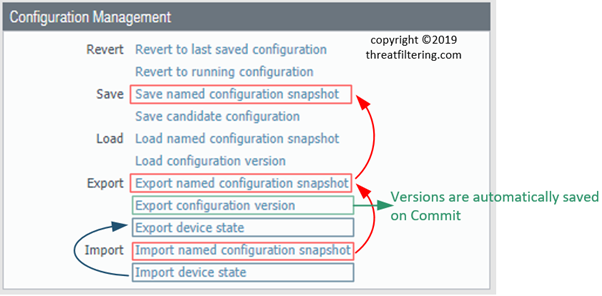 Configuration Management
copyright ©2019
threatfiltering.com
Revert Revert to last saved configuration
Revert to running configuration
Save Save named configuration snapshot
Save candidate configuration
Load Load named configuration snapshot
Load configuration version
Export Export named configuration snapshot
Export configuration version
Versions are automatically saved
on Commit
Export device state
Import Import named configuration snapshot
Import device state